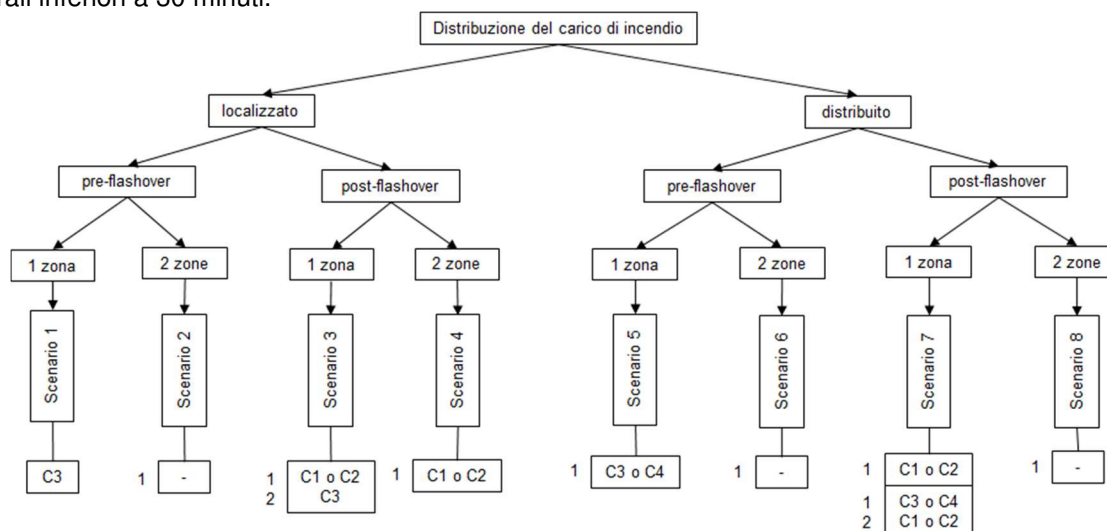 inferiori a 30 minuti.
Distribuzione del carico di incendio
localizzato
distribuito
pre-flashover
post-flashover
pre-flashover
post-flashover
1 zona
2 zone
1 zona
2 zone
1 zona
2 zone
1 zona
2 zone
Scenario 1
Scenario 2
Scenario 3
Scenario 4
Scenario 5
Scenario 6
Scenario 7
Scenario 8
C3
1 -
1 C1 o C2
2 C3
1 C1 o C2
1 C3 o C4
1 -
1 C1 o C2
1 C3 o C4
2 C1 o C2
1 -